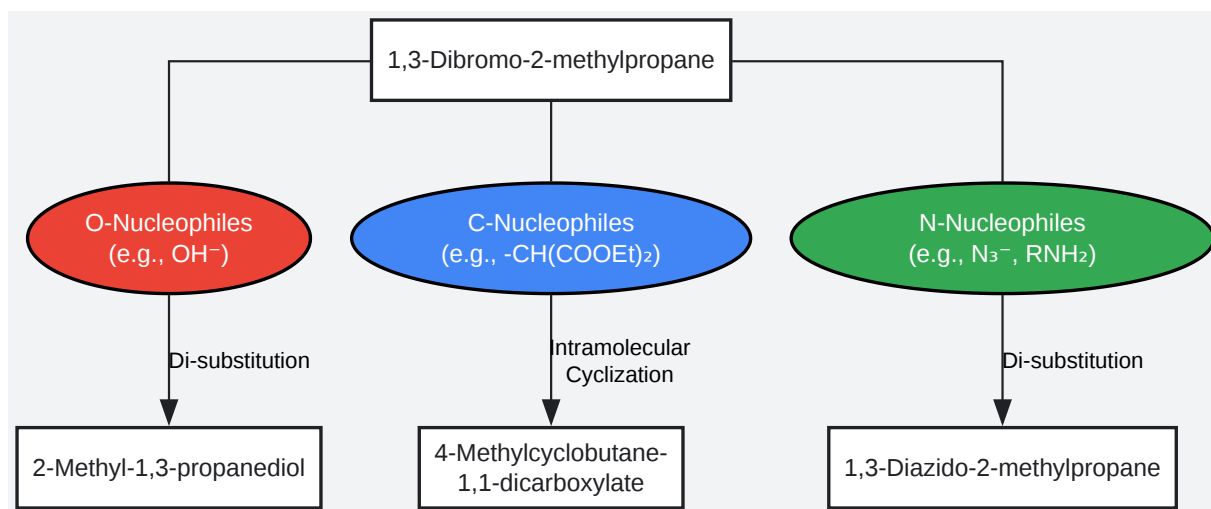 1,3-Dibromo-2-methylpropane
O-Nucleophiles
(e.g., OH⁻)
C-Nucleophiles
(e.g., -CH(COOEt)₂)
N-Nucleophiles
(e.g., N₃⁻, RNH₂)
Di-substitution
Intramolecular
Cyclization
Di-substitution
2-Methyl-1,3-propanediol
4-Methylcyclobutane-
1,1-dicarboxylate
1,3-Diazido-2-methylpropane